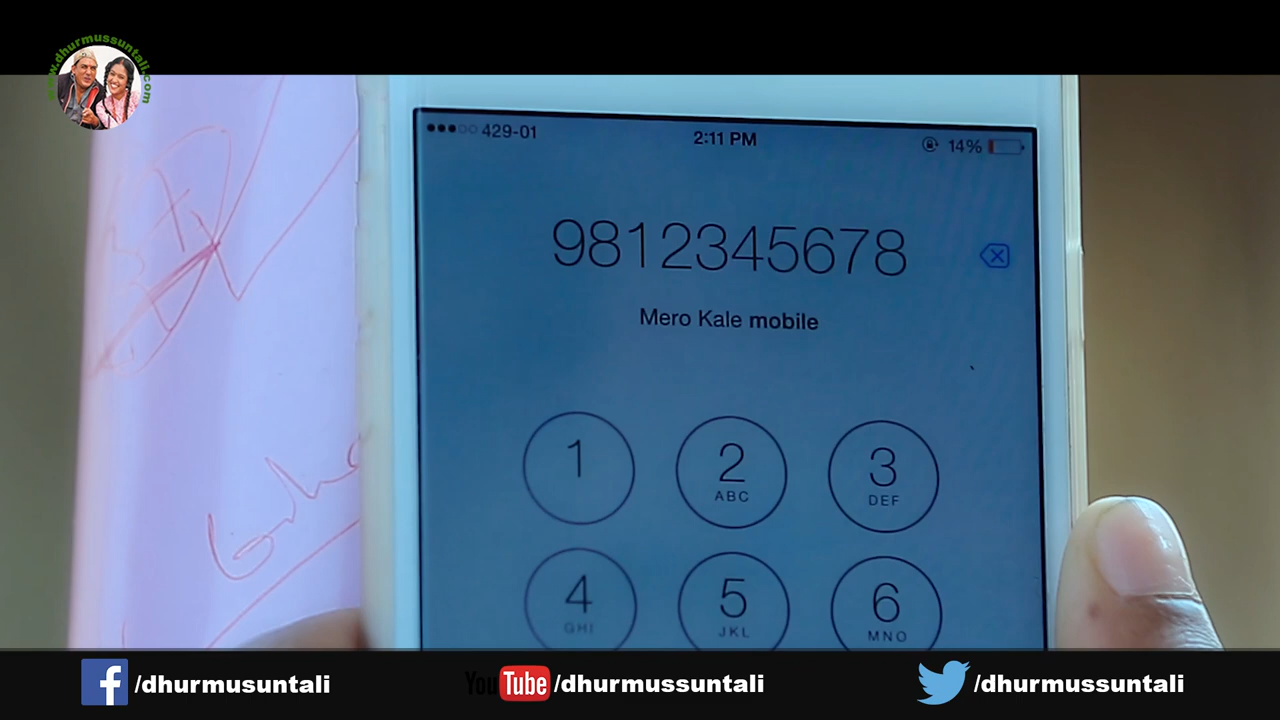 www.dhurmussuntali.com
429-01
2:11 PM
14%
9812345678
Mero Kale mobile
1
2
ABC
3
DEF
4
GHI
5
JKL
6
MNO
f /dhurmusuntali
YouTube /dhurmussuntali
/dhurmussuntali